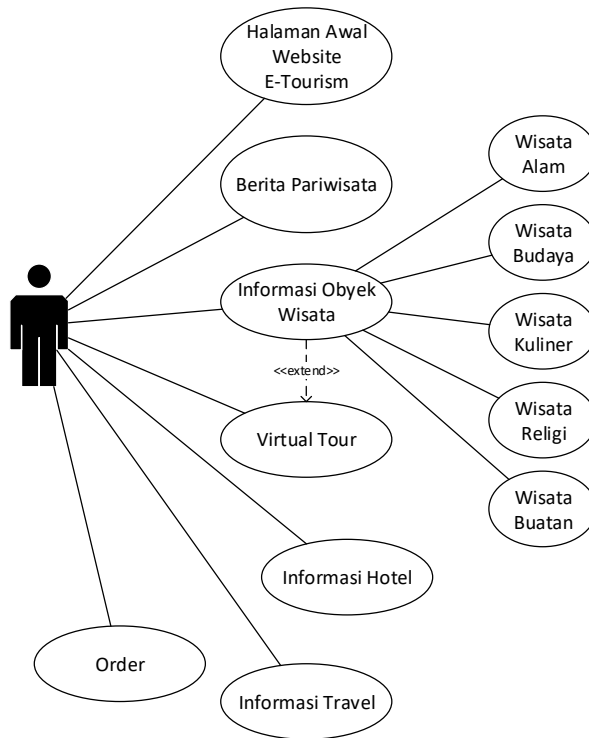 Halaman Awal
Website
E-Tourism
Berita Pariwisata
Informasi Obyek
Wisata
<<extend>>
Virtual Tour
Informasi Hotel
Informasi Travel
Order
Wisata
Alam
Wisata
Budaya
Wisata
Kuliner
Wisata
Religi
Wisata
Buatan